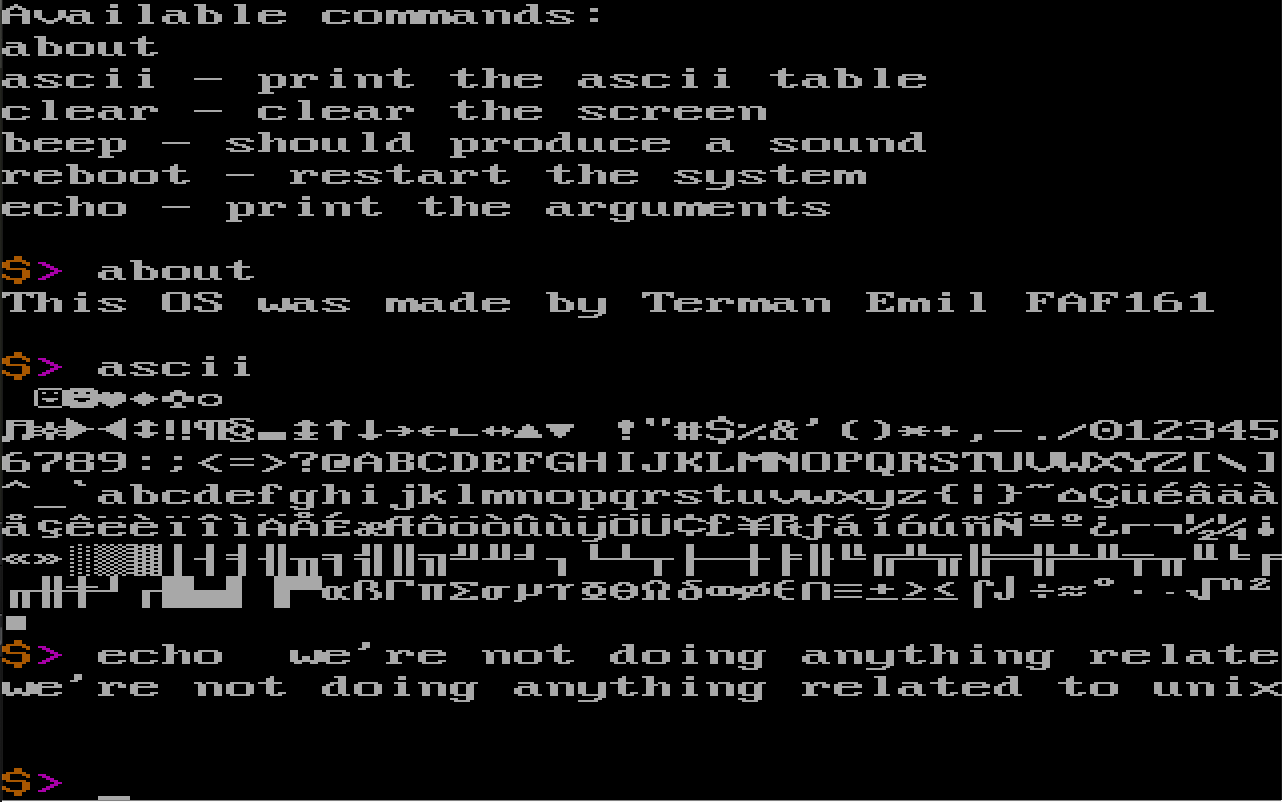 Available commands:
about
ascii - print the ascii table
clear - clear the screen
beep - should produce a sound
reboot - restart the system
echo - print the arguments
$> about
This OS was made by Terman Emil FAF161
$> ascii
☺☻♥♦♣♠○
♫☼►◄↕‼¶§▬↨↑↓→←∟↔▲▼ !"#$%&'()*+,-./012345
6789:;<=>?@ABCDEFGHIJKLMNOPQRSTUVWXYZ[\]
^_`abcdefghijklmnopqrstuvwxyz{|}~⌂Çüéâäà
åçêëèïîìÄÅÉæÆôöòûùÿÖÜ¢£¥₧ƒáíóúñѪº¿⌐¬½¼¡
«»░▒▓│┤╡╢╖╕╣║╗╝╜╛┐└┴┬├─┼╞╟╚╔╩╦╠═╬╧╨╤╥╙╘╒
╓╫╪┘┌█▄▌▐▀αßΓπΣσµτΦΘΩδ∞φε∩≡±≥≤⌠⌡÷≈°∙·√ⁿ²
■
$> echo  we're not doing anything relate
we're not doing anything related to unix
$> _